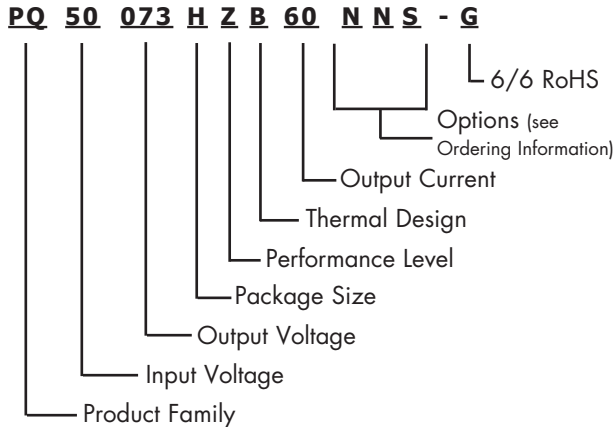 PQ 50 073 H Z B 60 N N S - G
6/6 RoHS
Options (see
Ordering Information)
Output Current
Thermal Design
Performance Level
Package Size
Output Voltage
Input Voltage
Product Family